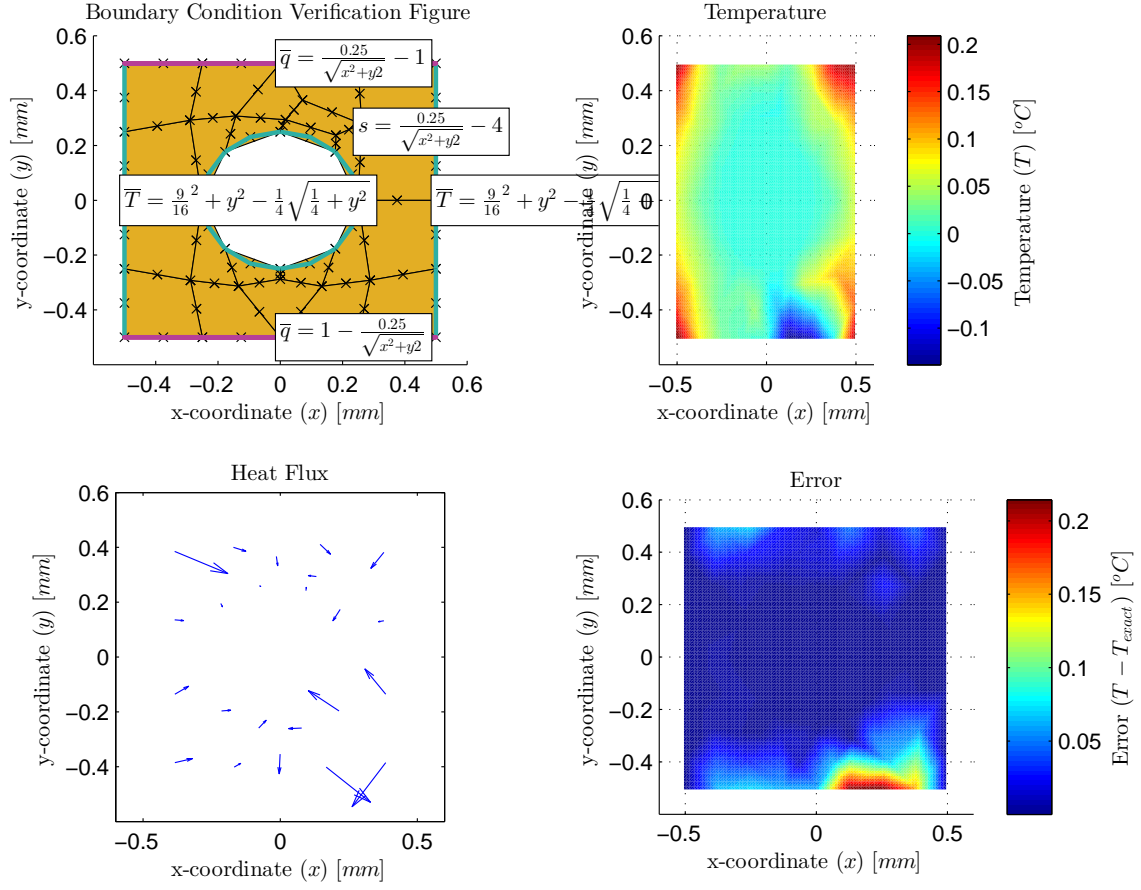 Boundary Condition Verification Figure
0.6
0.4
0.2
0
−0.2
−0.4
y-coordinate (y) [mm]
q̅ = 0.25/√(x²+y2) − 1
s = 0.25/√(x²+y2) − 4
T̅ = 9/16² + y² − 1/4 √(1/4 + y²)
T̅ = 9/16² + y² − √(1/4 +
q̅ = 1 − 0.25/√(x²+y2)
−0.4 −0.2 0 0.2 0.4 0.6
x-coordinate (x) [mm]
Temperature
0.6
0.4
0.2
0
−0.2
−0.4
y-coordinate (y) [mm]
−0.5 0 0.5
x-coordinate (x) [mm]
0.2
0.15
0.1
0.05
0
−0.05
−0.1
Temperature (T) [°C]
Heat Flux
0.6
0.4
0.2
0
−0.2
−0.4
y-coordinate (y) [mm]
−0.5 0 0.5
x-coordinate (x) [mm]
Error
0.6
0.4
0.2
0
−0.2
−0.4
y-coordinate (y) [mm]
−0.5 0 0.5
x-coordinate (x) [mm]
0.2
0.15
0.1
0.05
Error (T − Texact) [°C]